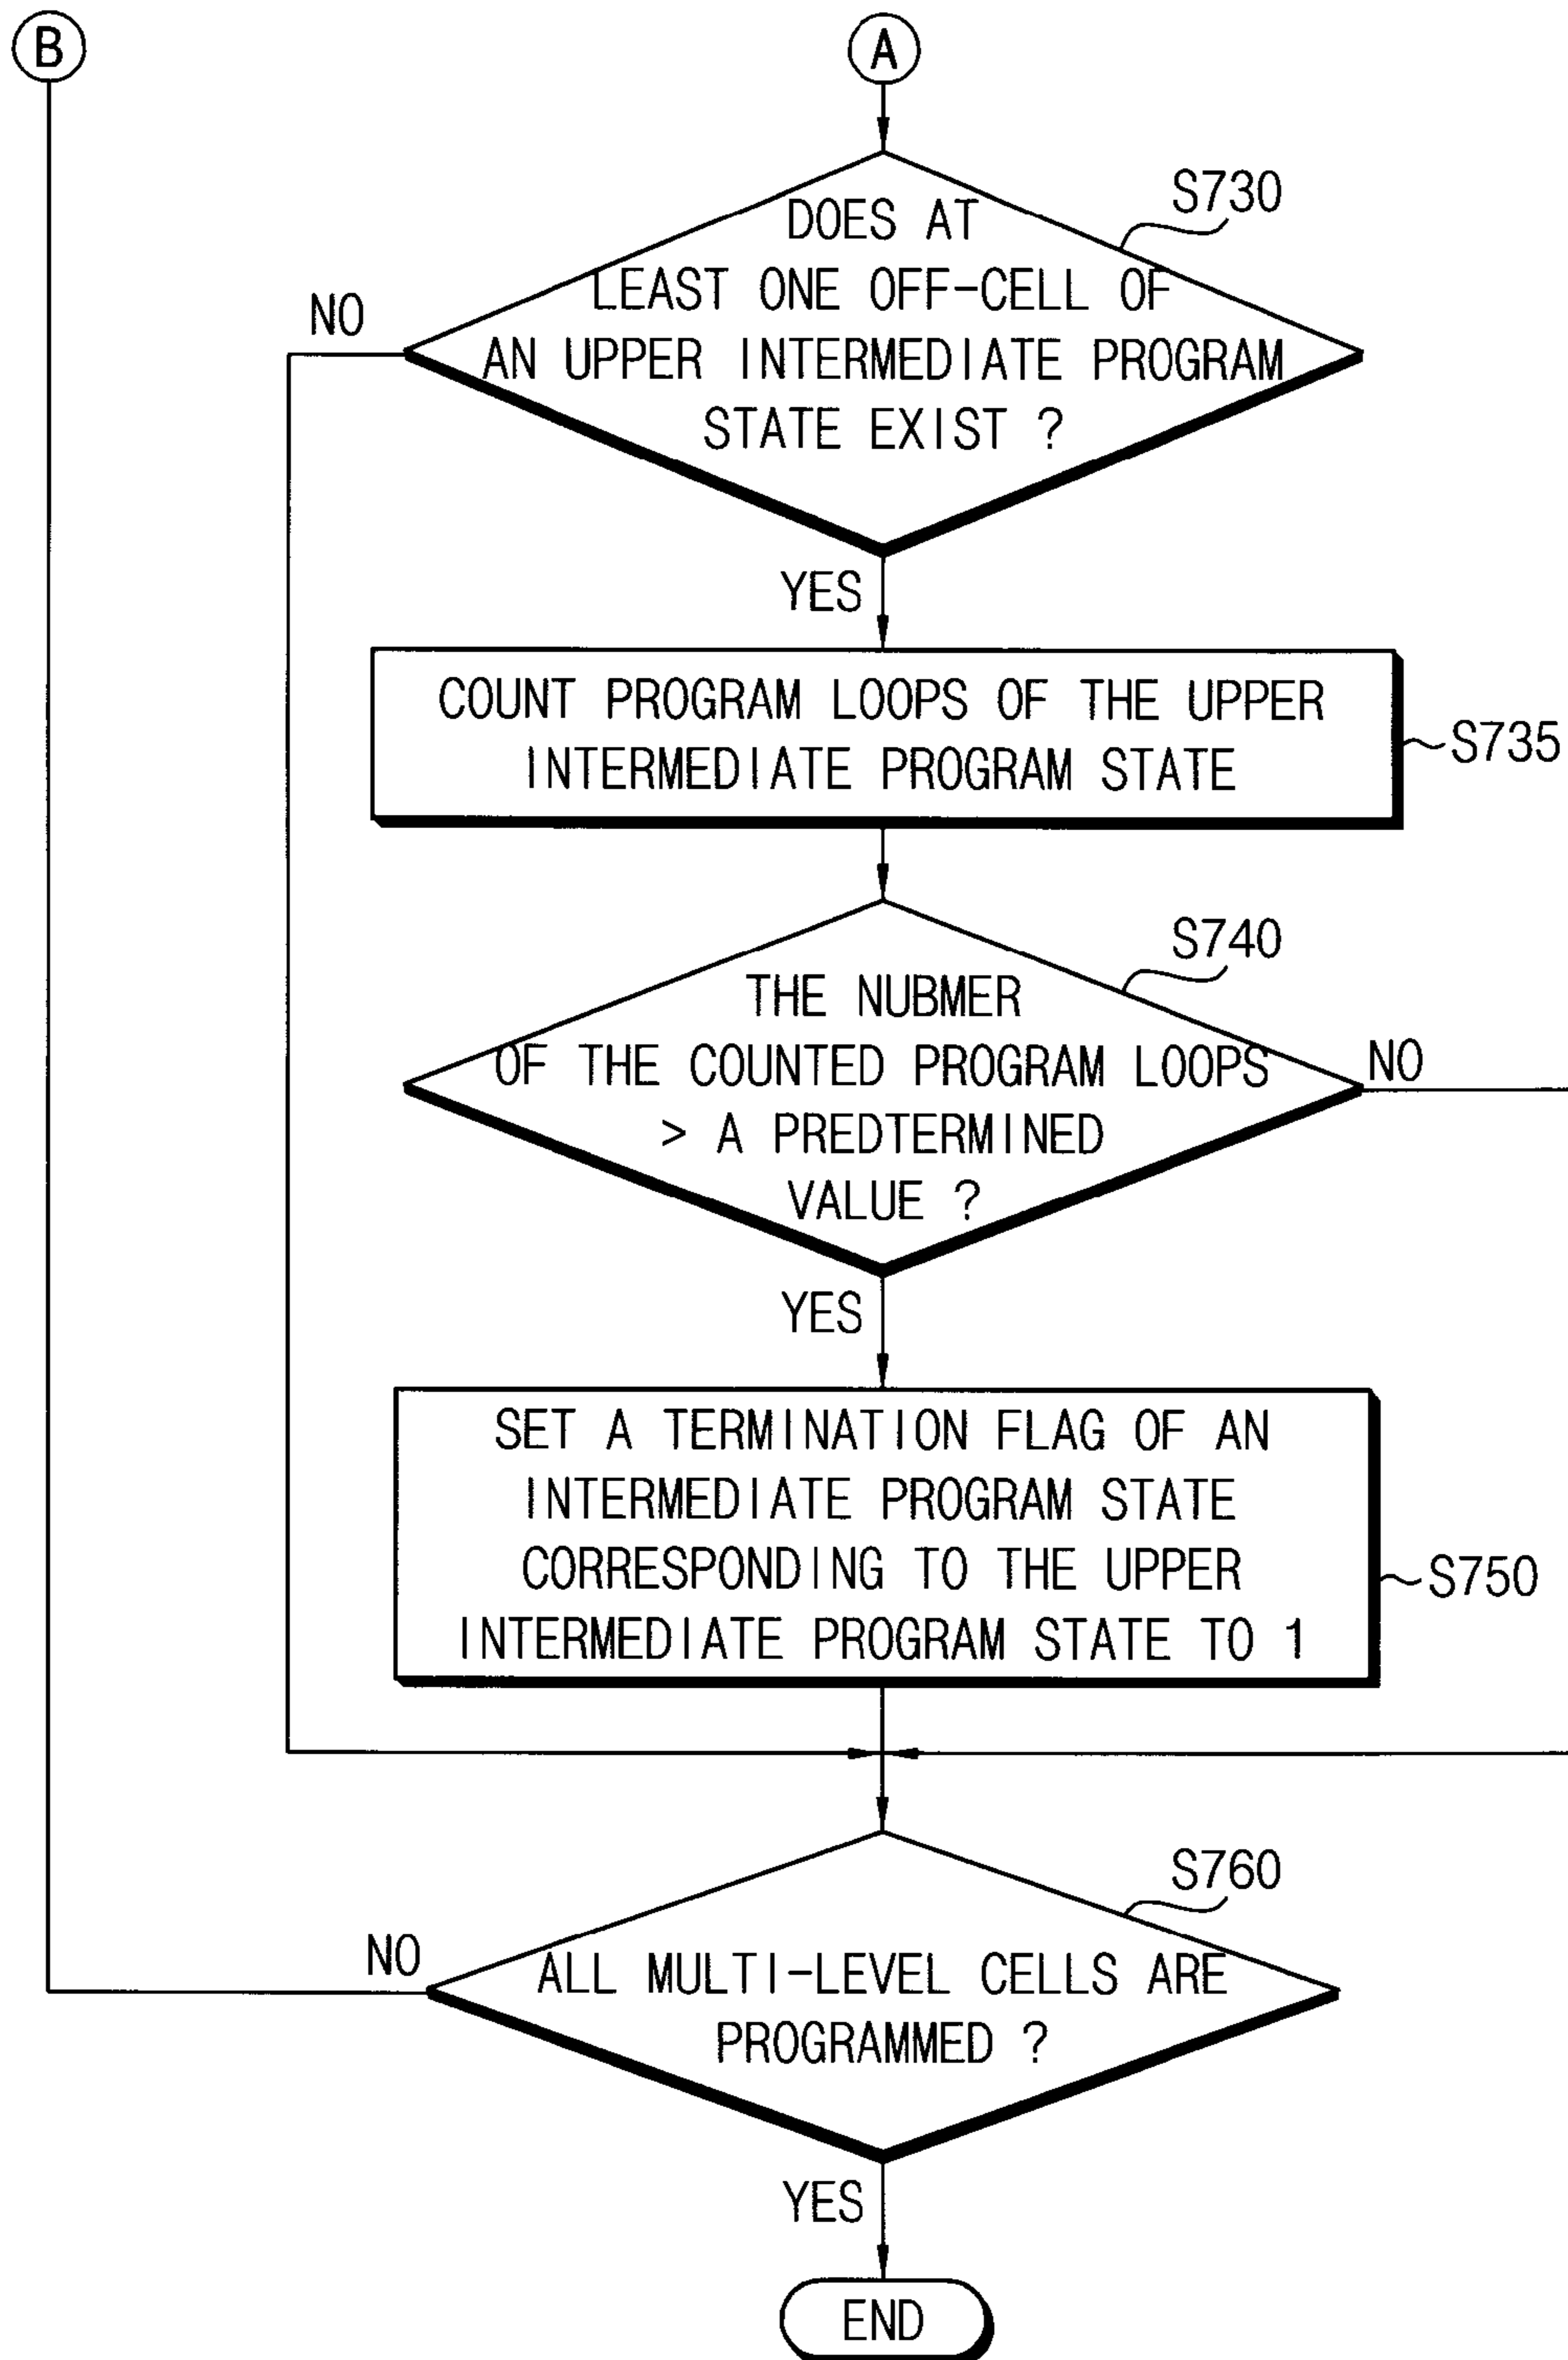 B
A
S730
DOES AT
LEAST ONE OFF-CELL OF
AN UPPER INTERMEDIATE PROGRAM
STATE EXIST ?
NO
YES
COUNT PROGRAM LOOPS OF THE UPPER
INTERMEDIATE PROGRAM STATE
S735
S740
THE NUBMER
OF THE COUNTED PROGRAM LOOPS
> A PREDTERMINED
VALUE ?
NO
YES
SET A TERMINATION FLAG OF AN
INTERMEDIATE PROGRAM STATE
CORRESPONDING TO THE UPPER
INTERMEDIATE PROGRAM STATE TO 1
S750
S760
ALL MULTI-LEVEL CELLS ARE
PROGRAMMED ?
NO
YES
END